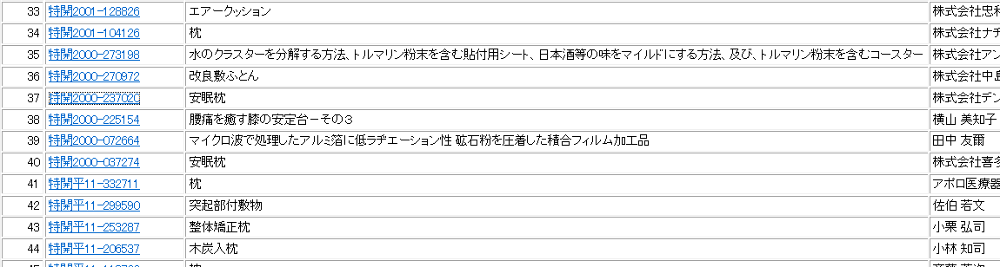 33 特開2001-128826 エアークッション 株式会社忠和
34 特開2001-104126 枕 株式会社ナチ
35 特開2000-273198 水のクラスターを分解する方法、トルマリン粉末を含む貼付用シート、日本酒等の味をマイルドにする方法、及び、トルマリン粉末を含むコースター 株式会社アン
36 特開2000-270972 改良敷ふとん 株式会社中島
37 特開2000-237020 安眠枕 株式会社デン
38 特開2000-225154 腰痛を癒す膝の安定台－その３ 横山 美知子
39 特開2000-072664 マイクロ波で処理したアルミ箔に低ラヂエーション性 砿石粉を圧着した積合フィルム加工品 田中 友爾
40 特開2000-037274 安眠枕 株式会社喜多
41 特開平11-332711 枕 アポロ医療器
42 特開平11-299590 突起部付敷物 佐伯 若文
43 特開平11-253287 整体矯正枕 小栗 弘司
44 特開平11-206537 木炭入枕 小林 知司